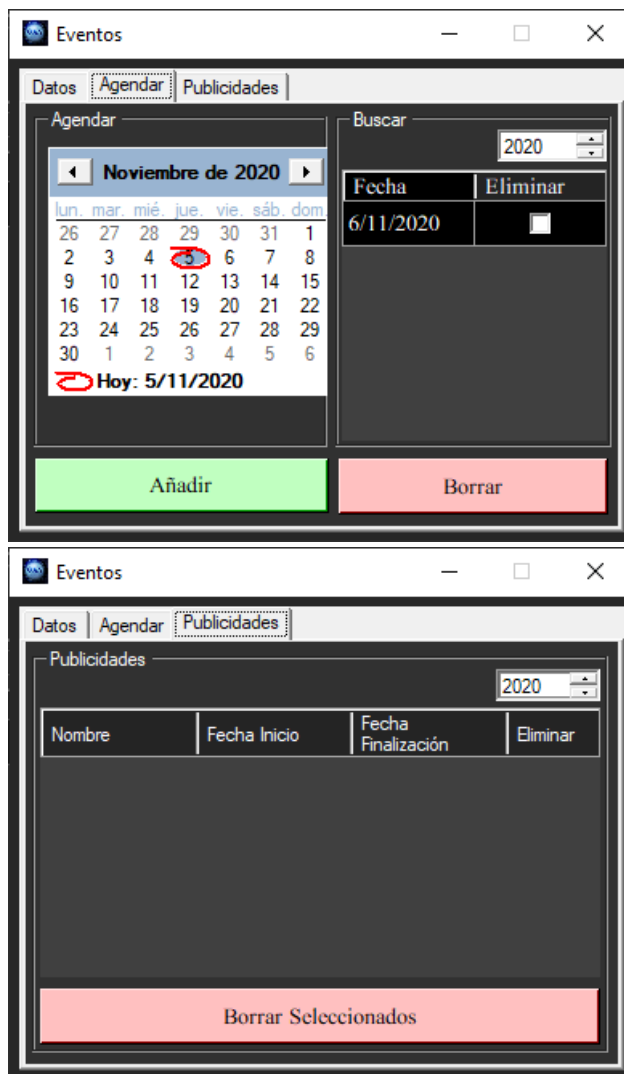 Eventos
Datos Agendar Publicidades
Agendar
Noviembre de 2020
lun. mar. mié. jue. vie. sáb. dom.
26 27 28 29 30 31 1
2 3 4 5 6 7 8
9 10 11 12 13 14 15
16 17 18 19 20 21 22
23 24 25 26 27 28 29
30 1 2 3 4 5 6
Hoy: 5/11/2020
Buscar
2020
Fecha Eliminar
6/11/2020
Añadir Borrar
Eventos
Datos Agendar Publicidades
Publicidades
2020
Nombre Fecha Inicio Fecha Finalización Eliminar
Borrar Seleccionados